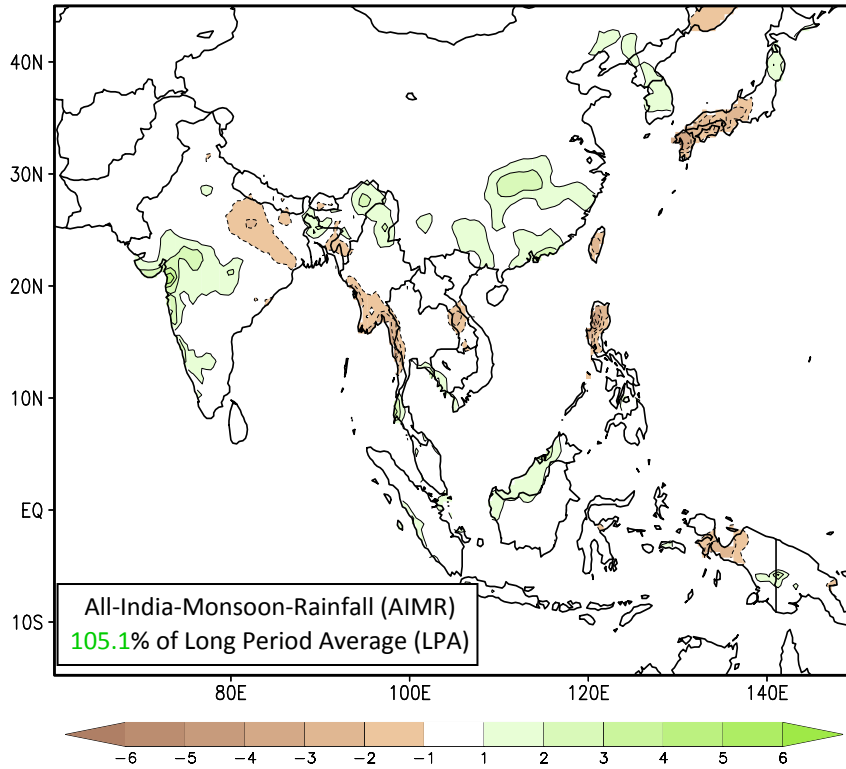 40N
30N
20N
10N
EQ
10S
All-India-Monsoon-Rainfall (AIMR)
105.1% of Long Period Average (LPA)
80E 100E 120E 140E
−6 −5 −4 −3 −2 −1 1 2 3 4 5 6